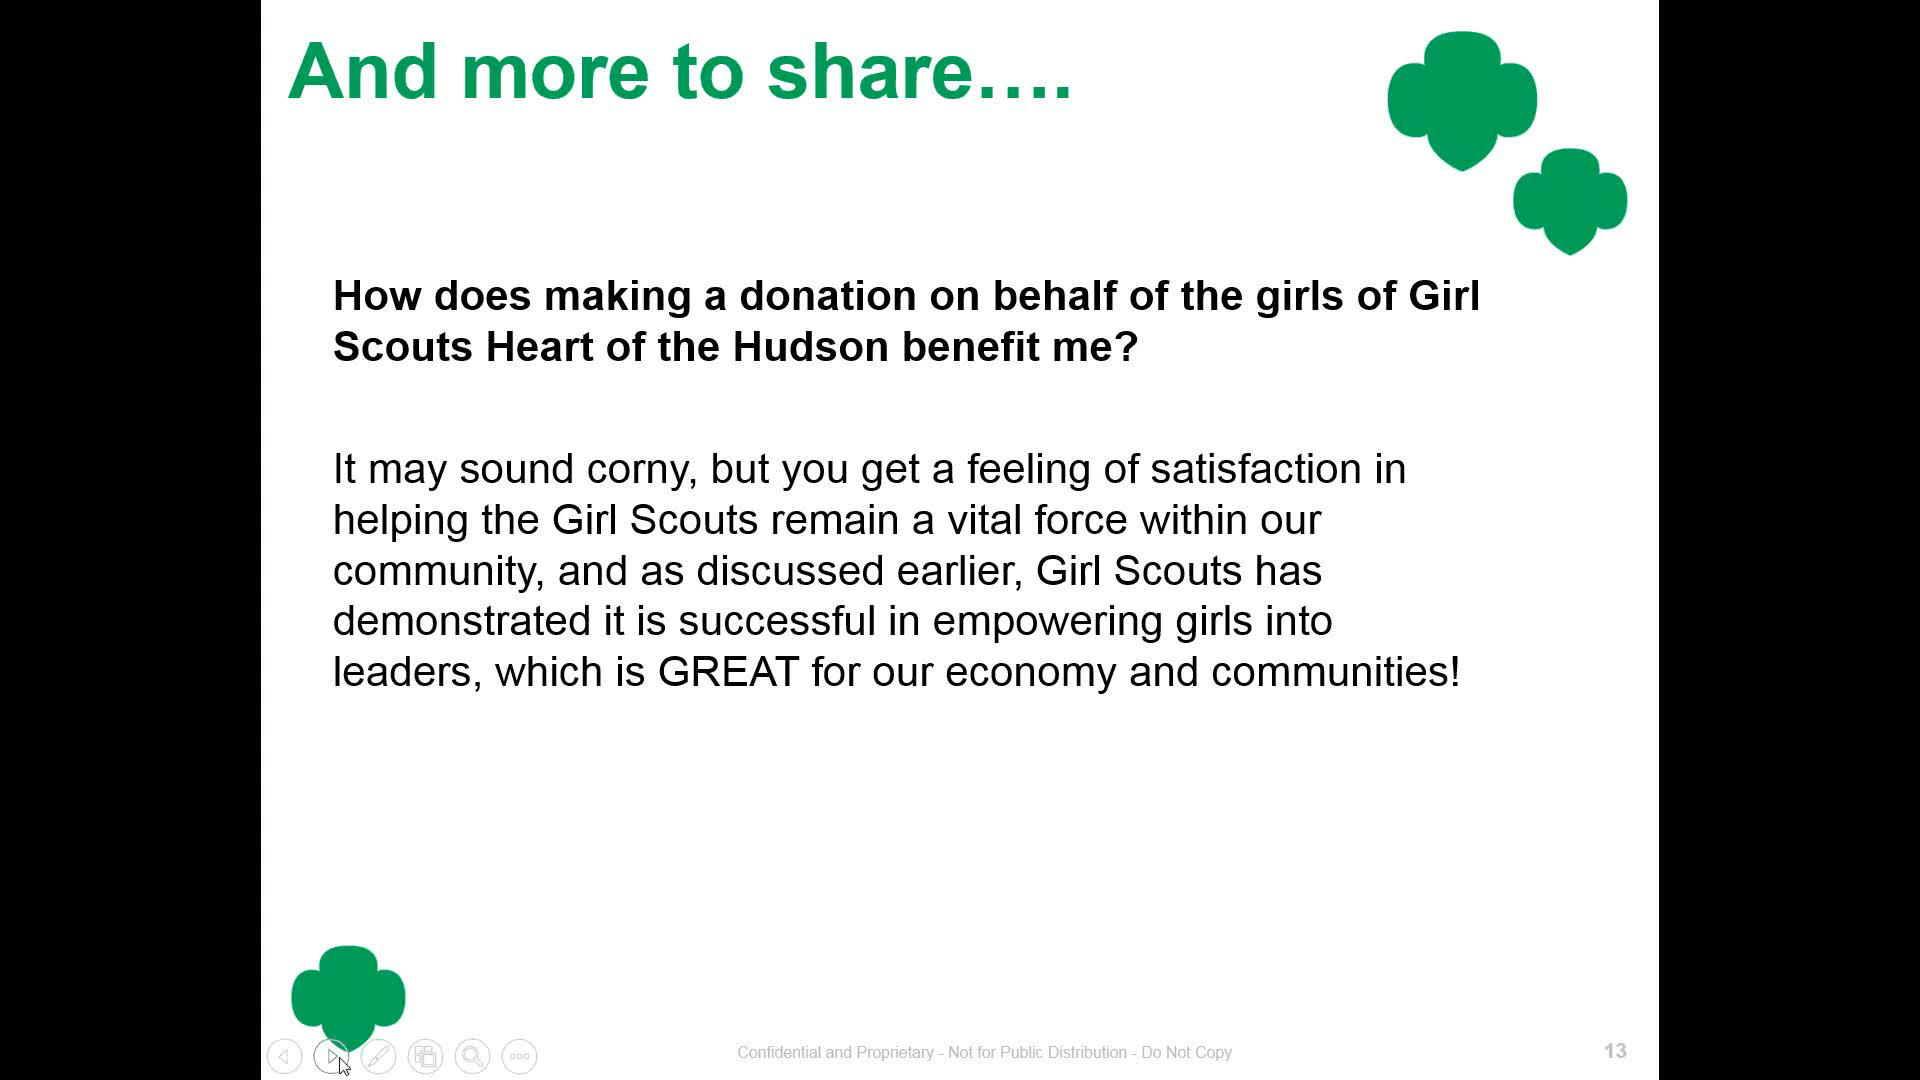 And more to share….
How does making a donation on behalf of the girls of Girl
Scouts Heart of the Hudson benefit me?
It may sound corny, but you get a feeling of satisfaction in
helping the Girl Scouts remain a vital force within our
community, and as discussed earlier, Girl Scouts has
demonstrated it is successful in empowering girls into
leaders, which is GREAT for our economy and communities!
Confidential and Proprietary - Not for Public Distribution - Do Not Copy
13